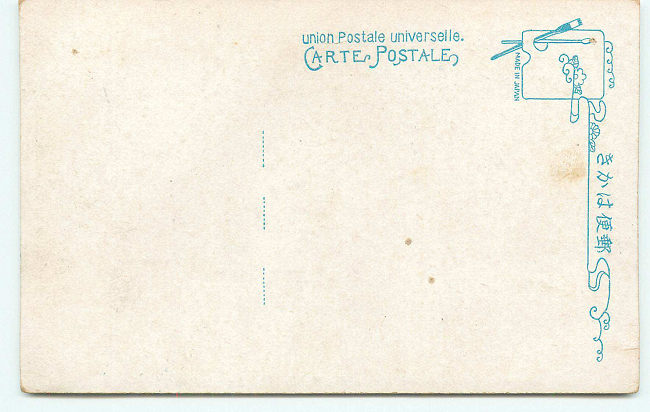 union Postale universelle.
CARTE POSTALE
MADE IN JAPAN
郵便はかき